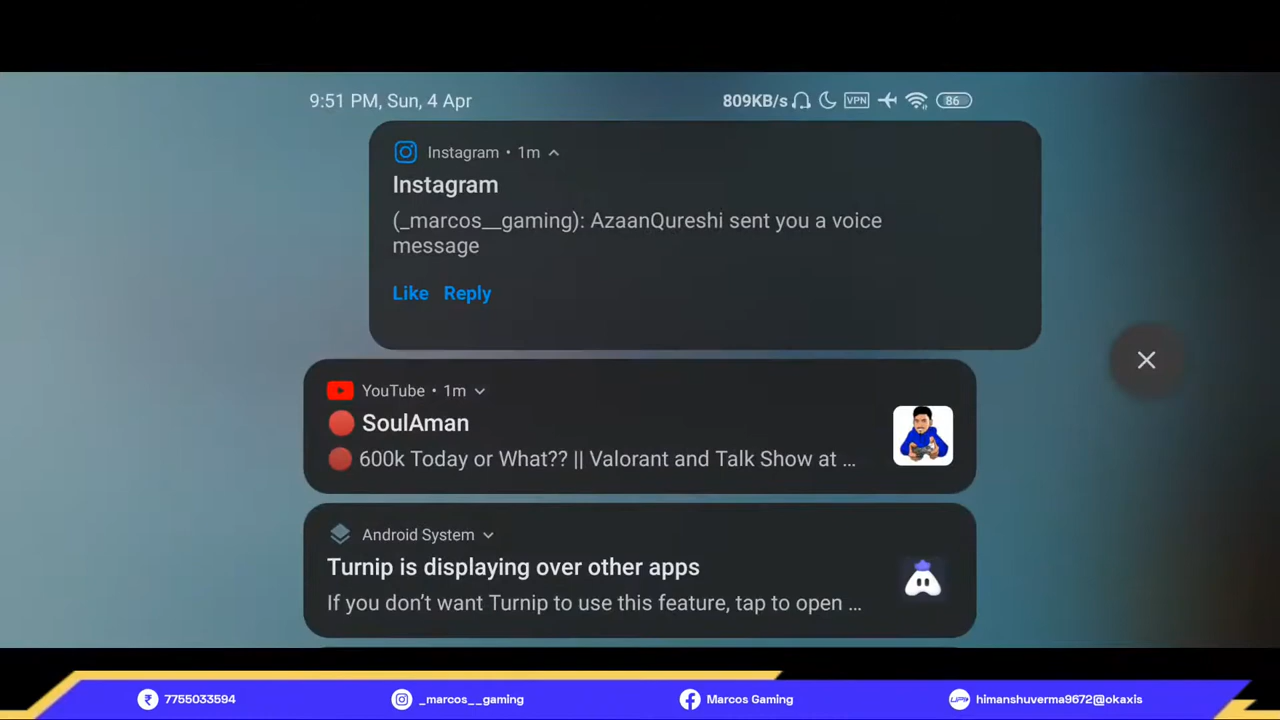 9:51 PM, Sun, 4 Apr
809KB/s VPN 86
Instagram • 1m
Instagram
(_marcos__gaming): AzaanQureshi sent you a voice
message
Like Reply
YouTube • 1m
SoulAman
600k Today or What?? || Valorant and Talk Show at ...
Android System
Turnip is displaying over other apps
If you don't want Turnip to use this feature, tap to open ...
₹ 7755033594 _marcos__gaming Marcos Gaming UPI himanshuverma9672@okaxis